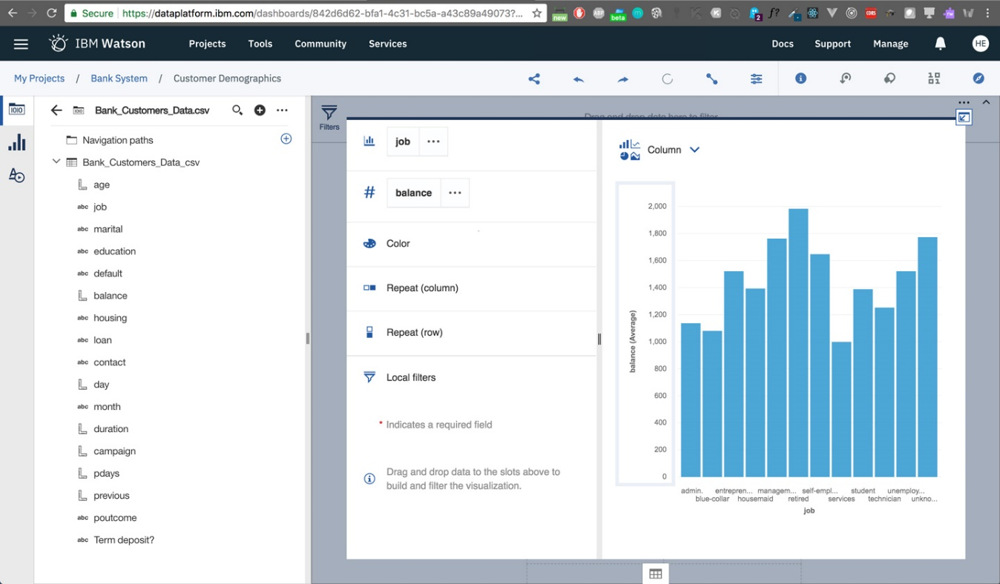 Secure https://dataplatform.ibm.com/dashboards/842d6d62-bfa1-4c31-bc5a-a43c89a49073?...
new ABP beta 2 f? CORS
IBM Watson Projects Tools Community Services Docs Support Manage HE
My Projects / Bank System / Customer Demographics
Bank_Customers_Data.csv
Navigation paths
Bank_Customers_Data_csv
age
abc job
abc marital
abc education
abc default
balance
abc housing
abc loan
abc contact
day
abc month
duration
campaign
pdays
previous
abc poutcome
abc Term deposit?
Filters
Drag and drop data here to filter
job ...
# balance ...
Color
Repeat (column)
Repeat (row)
Local filters
* Indicates a required field
Drag and drop data to the slots above to
build and filter the visualization.
Column
balance (Average)
2,000
1,800
1,600
1,400
1,200
1,000
800
600
400
200
0
admin. entrepren... managem... self-empl... student unemploy...
blue-collar housemaid retired services technician unkno...
job